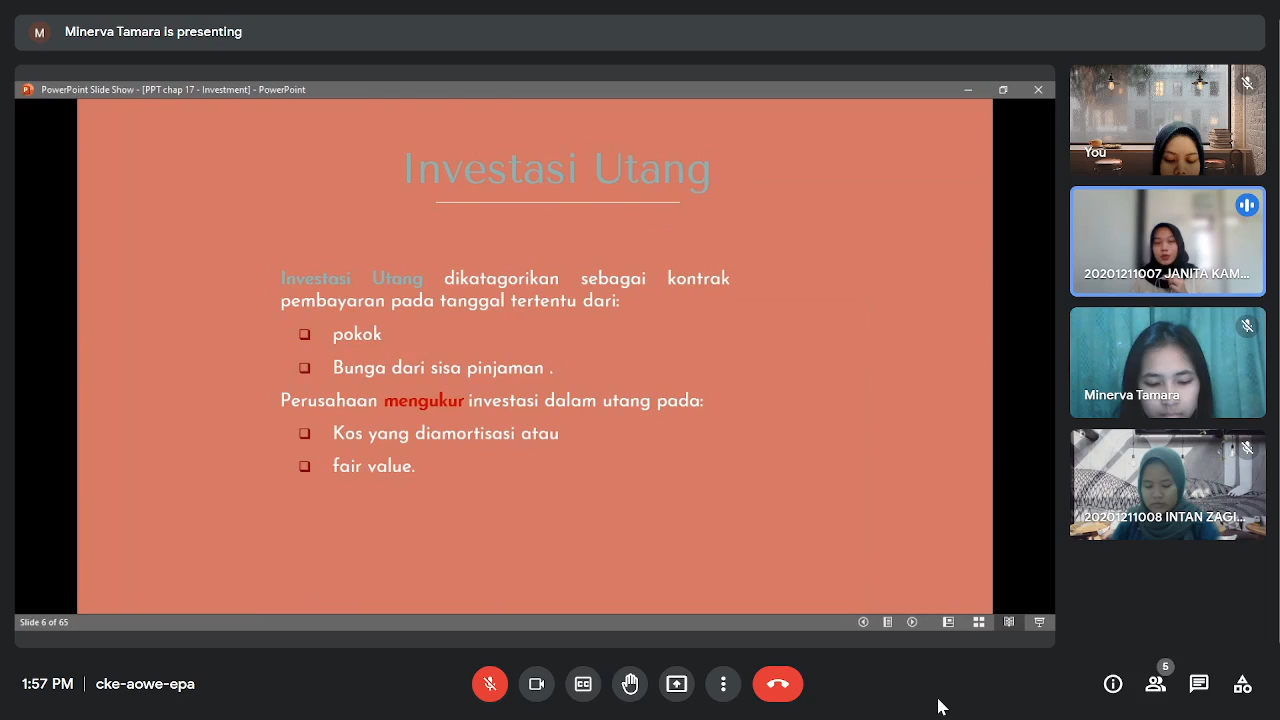 M
Minerva Tamara is presenting
PowerPoint Slide Show - [PPT chap 17 - Investment] - PowerPoint
Investasi Utang
Investasi Utang dikatagorikan sebagai kontrak
pembayaran pada tanggal tertentu dari:
pokok
Bunga dari sisa pinjaman .
Perusahaan mengukur investasi dalam utang pada:
Kos yang diamortisasi atau
fair value.
Slide 6 of 65
You
20201211007 JANITA KAM...
Minerva Tamara
20201211008 INTAN ZAGI...
1:57 PM
cke-aowe-epa
5